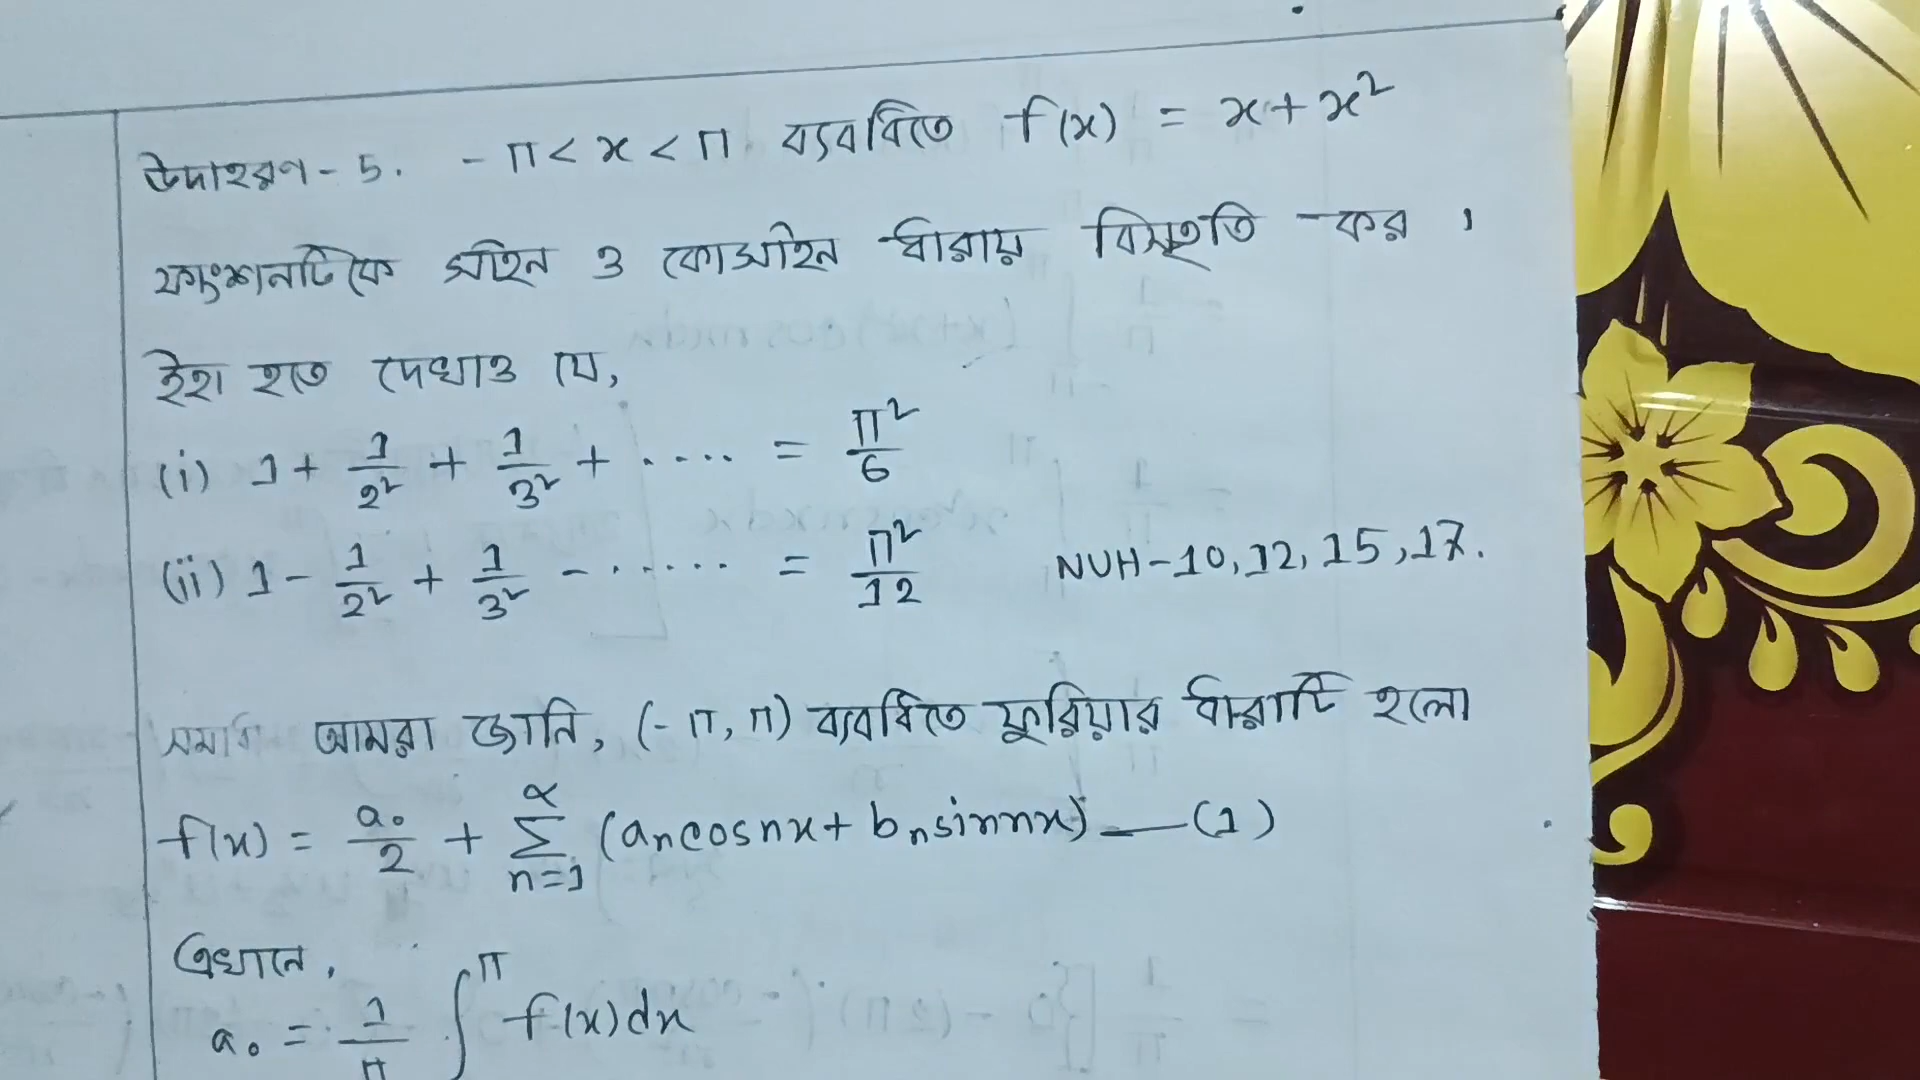 উদাহরণ - 5. -π < x < π ব্যবধিতে f(x) = x + x²
ফাংশনটিকে সাইন ও কোসাইন ধারায় বিস্তৃতি কর ।
ইহা হতে দেখাও যে,
(i) 1 + 1/2² + 1/3² + ..... = π²/6
(ii) 1 - 1/2² + 1/3² - ...... = π²/12 NUH-10, 12, 15, 17.
আমরা জানি, (-π, π) ব্যবধিতে ফুরিয়ার ধারাটি হলো
f(x) = a₀/2 + ∑_{n=1}^{∝} (aₙcosnx + bₙsinnx) — (1)
এখানে,
a₀ = 1/π ∫^π f(x)dx